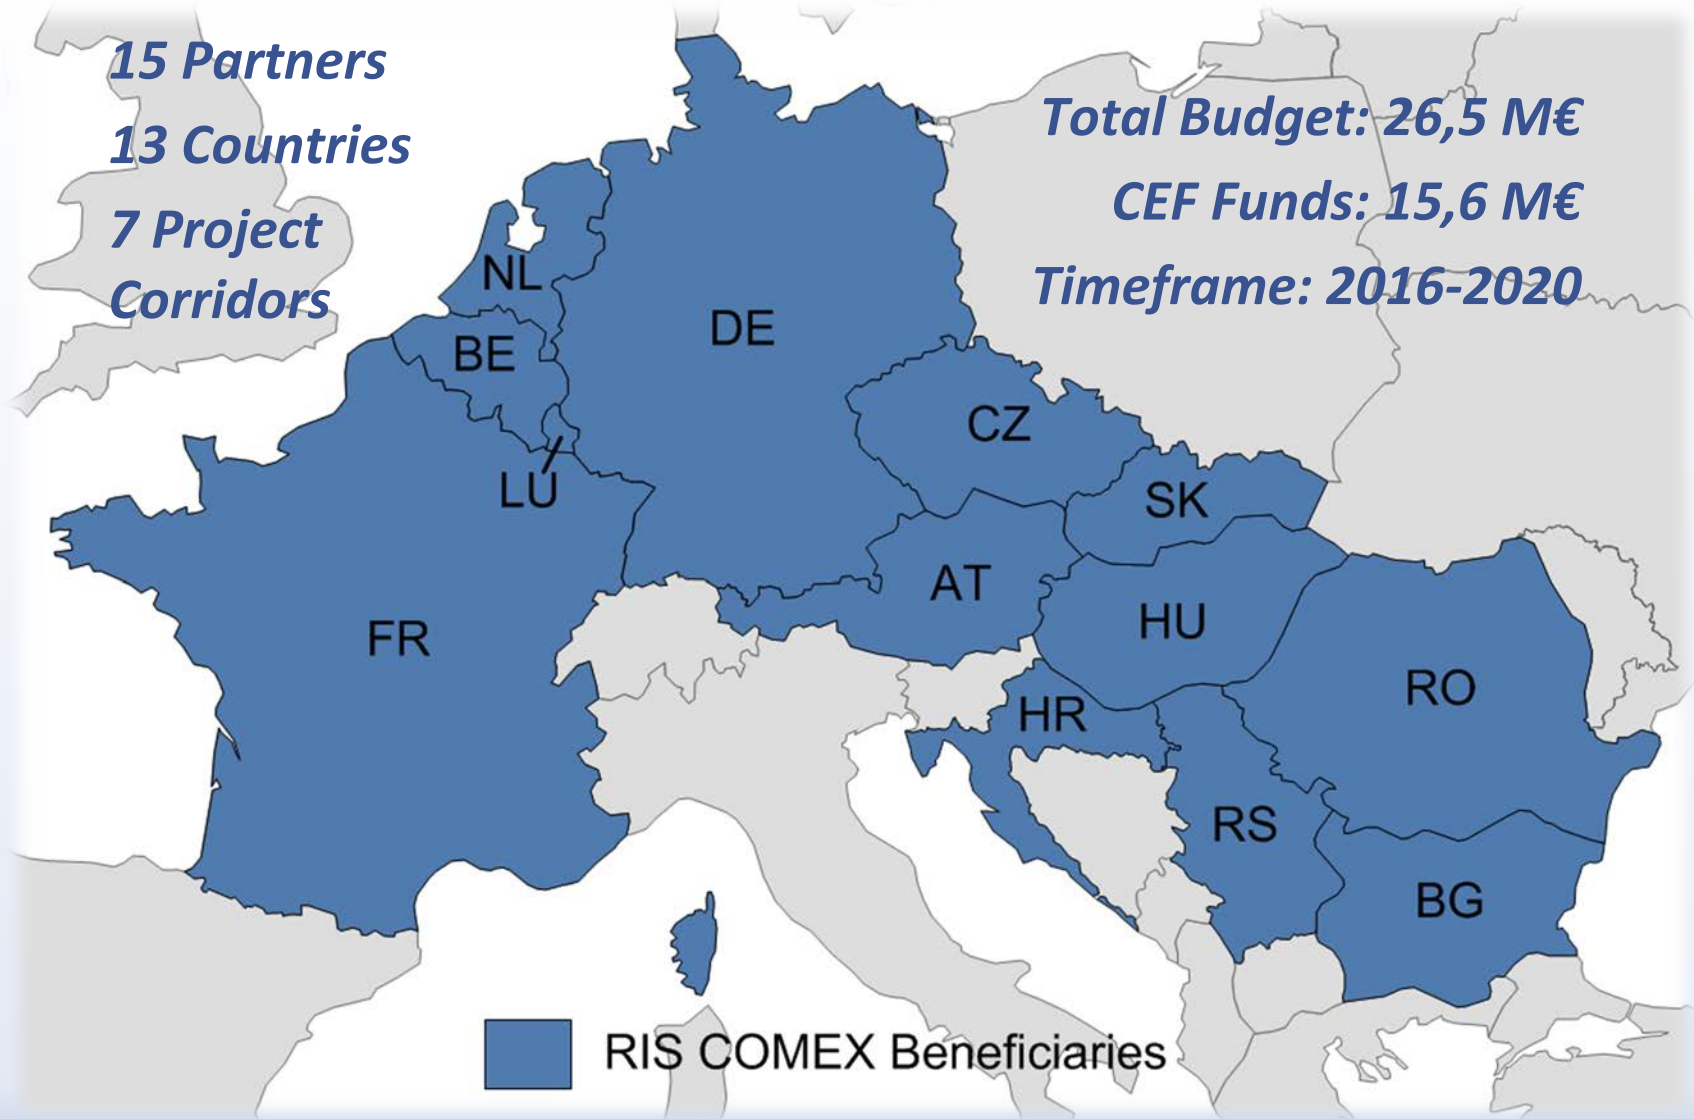 15 Partners
13 Countries
7 Project
Corridors
Total Budget: 26,5 M€
CEF Funds: 15,6 M€
Timeframe: 2016-2020
NL
BE
DE
LU
CZ
SK
AT
FR
HU
RO
HR
RS
BG
RIS COMEX Beneficiaries